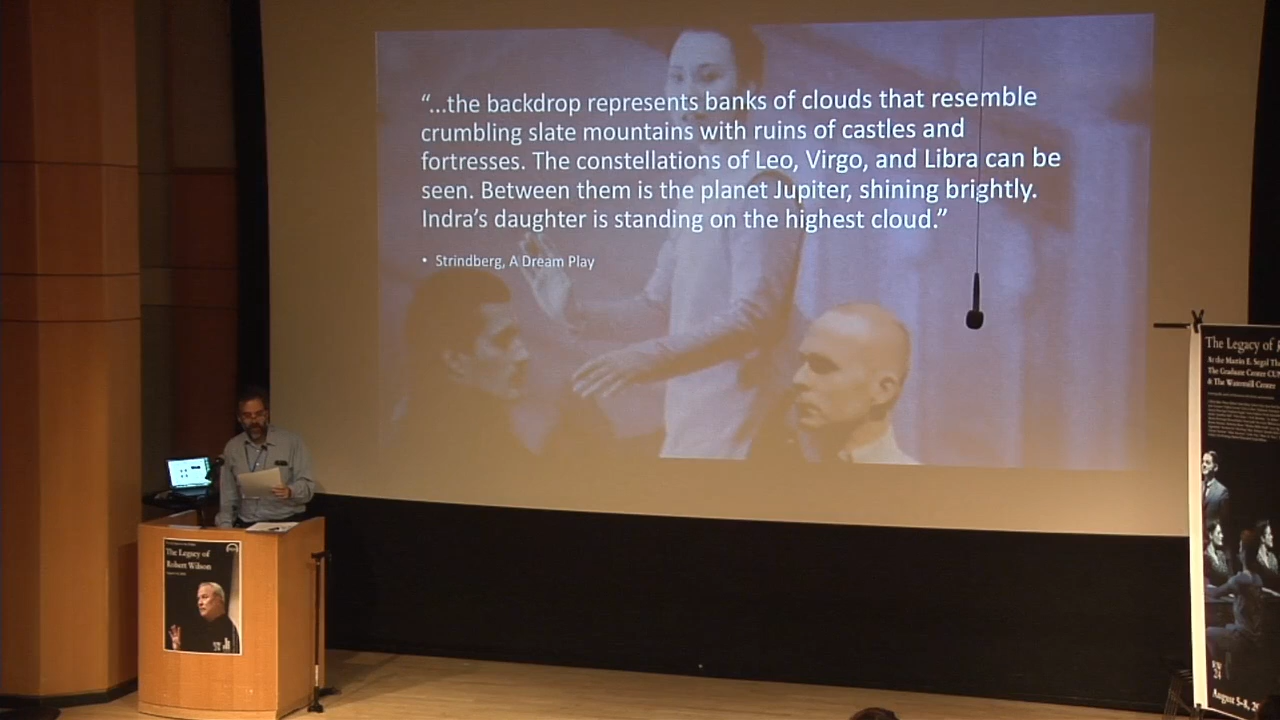 “...the backdrop represents banks of clouds that resemble
crumbling slate mountains with ruins of castles and
fortresses. The constellations of Leo, Virgo, and Libra can be
seen. Between them is the planet Jupiter, shining brightly.
Indra’s daughter is standing on the highest cloud.”
• Strindberg, A Dream Play
The Legacy of
Robert Wilson
The Legacy of
At the Martin E. Segal
The Graduate Center
& The Watermill Center
August 5-8,